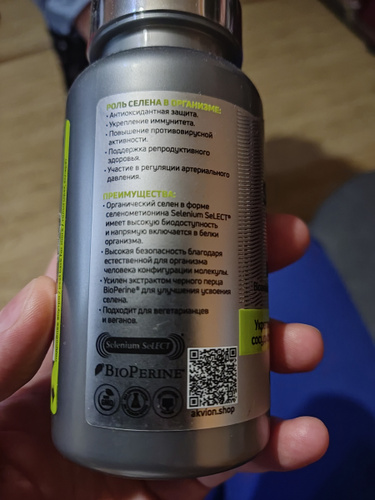 РОЛЬ СЕЛЕНА В ОРГАНИЗМЕ:
• Антиоксидантная защита.
• Укрепление иммунитета.
• Повышение противовирусной
активности.
• Поддержка репродуктивного
здоровья.
• Участие в регуляции артериального
давления.
ПРЕИМУЩЕСТВА:
• Органический селен в форме
селенометионина Selenium SeLECT®
имеет высокую биодоступность
и напрямую включается в белки
организма.
• Высокая безопасность благодаря
естественной для организма
человека конфигурации молекулы.
• Усилен экстрактом черного перца
BioPerine® для улучшения усвоения
селена.
• Подходит для вегетарианцев
и веганов.
Selenium SeLECT
BIOPERINE
akvion.shop